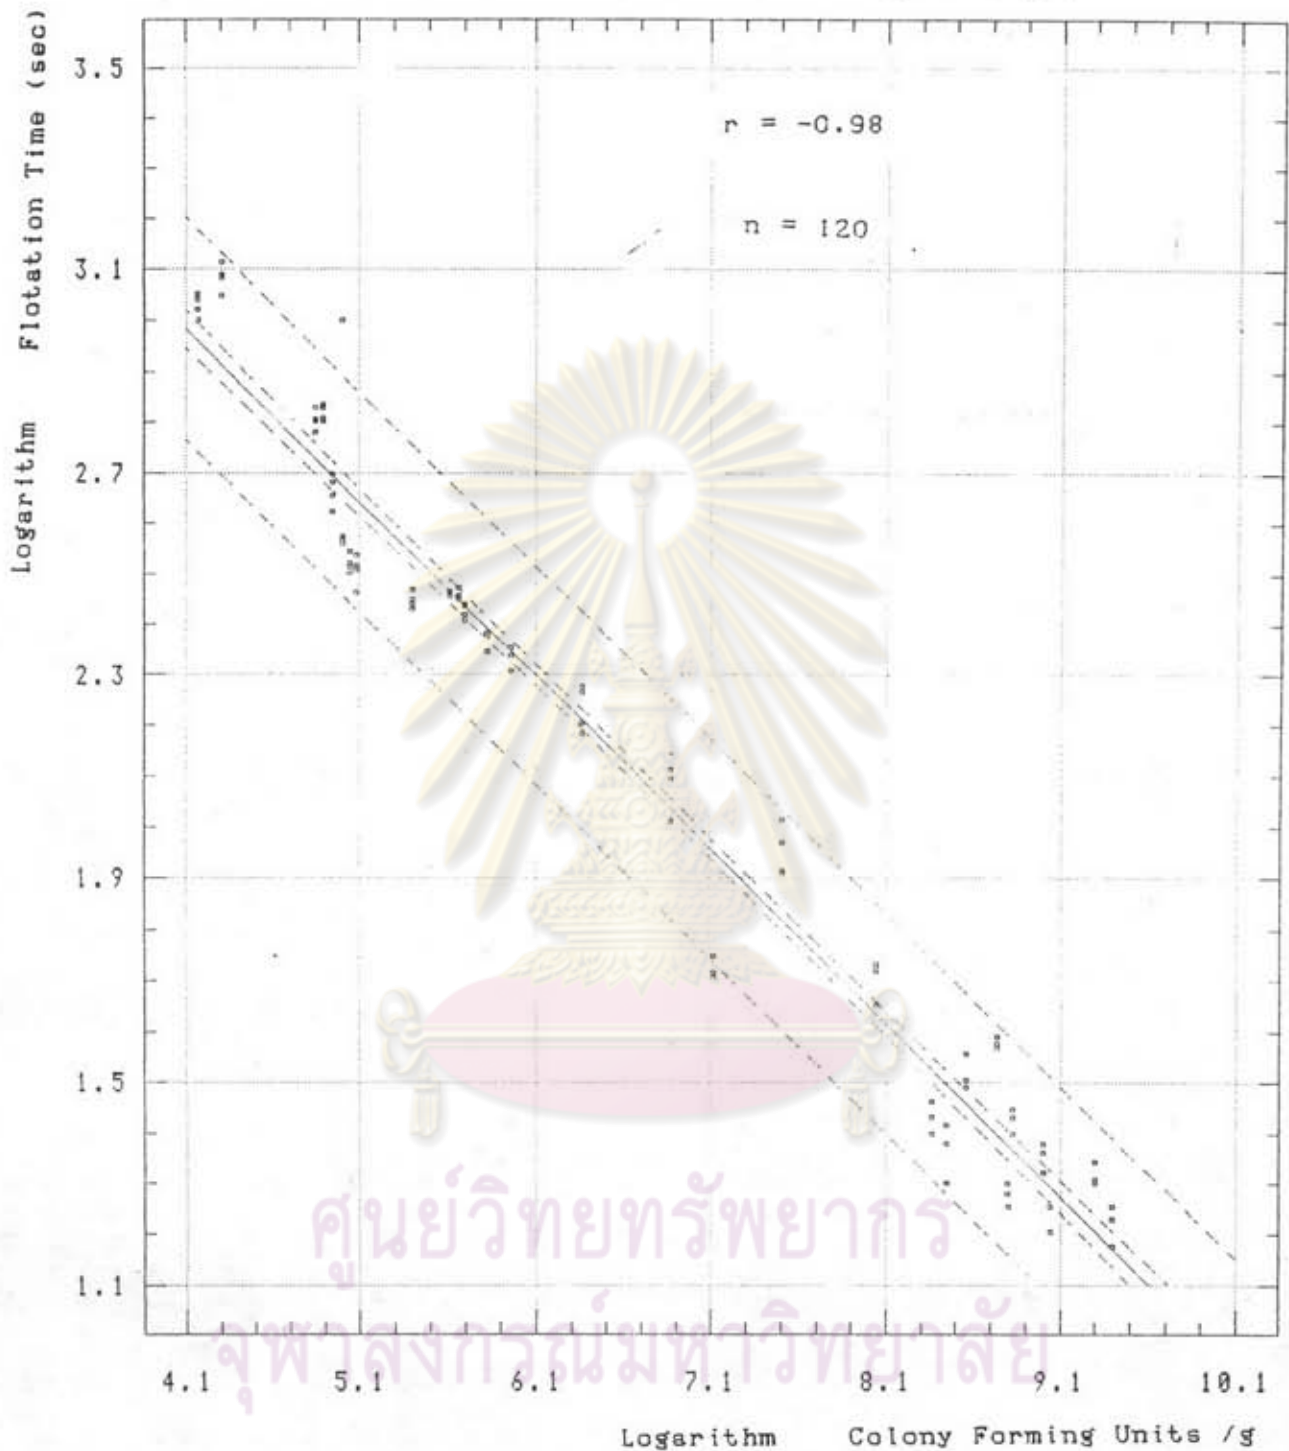 Logarithm Flotation Time (sec)
3.5
3.1
2.7
2.3
1.9
1.5
1.1
r = -0.98
n = 120
ศูนย์วิทยทรัพยากร
จุฬาลงกรณ์มหาวิทยาลัย
4.1 5.1 6.1 7.1 8.1 9.1 10.1
Logarithm Colony Forming Units /g